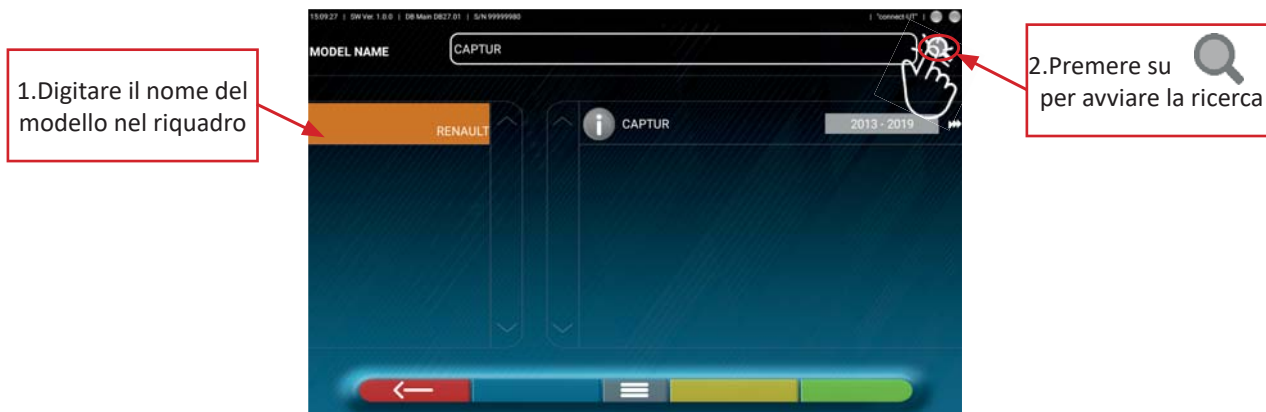 15:09:27 | SW Ver. 1.0.0 | DB Main DB27.01 | S/N 99999980 | "connect-UT" |
MODEL NAME CAPTUR
1.Digitare il nome del
modello nel riquadro
2.Premere su
per avviare la ricerca
RENAULT
CAPTUR 2013 - 2019